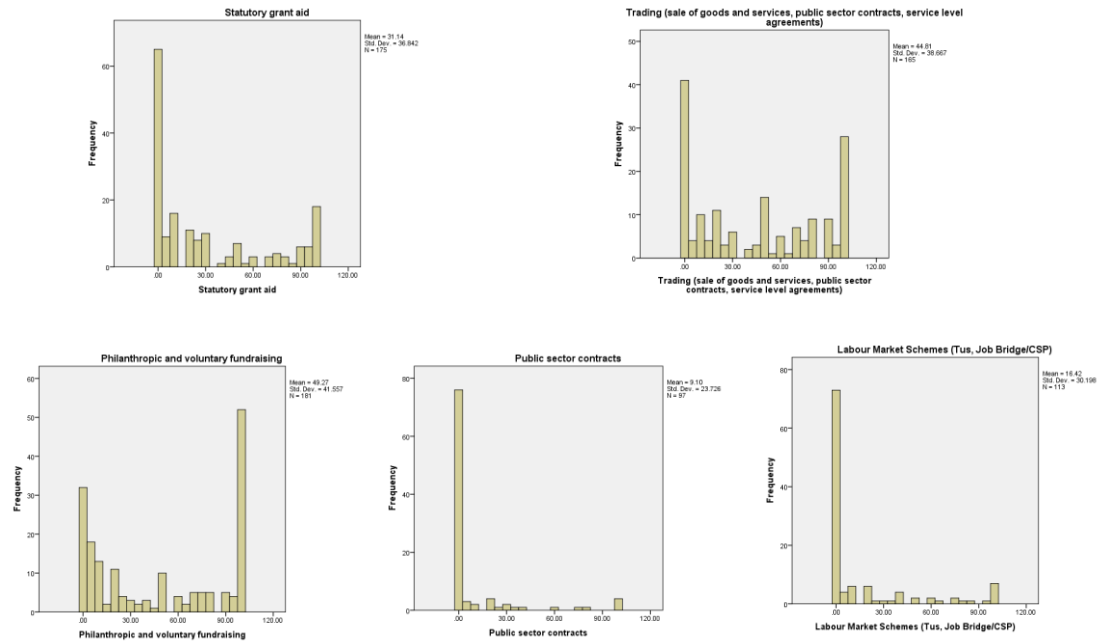 Statutory grant aid
Mean = 31.14
Std. Dev. = 36.842
N = 175
Frequency
60
40
20
0
.00 30.00 60.00 90.00 120.00
Statutory grant aid
Trading (sale of goods and services, public sector contracts, service level
agreements)
Mean = 44.81
Std. Dev. = 38.667
N = 165
Frequency
50
40
30
20
10
0
.00 30.00 60.00 90.00 120.00
Trading (sale of goods and services, public sector
contracts, service level agreements)
Philanthropic and voluntary fundraising
Mean = 49.27
Std. Dev. = 41.557
N = 181
Frequency
60
50
40
30
20
10
0
.00 30.00 60.00 90.00 120.00
Philanthropic and voluntary fundraising
Public sector contracts
Mean = 9.10
Std. Dev. = 23.726
N = 97
Frequency
80
60
40
20
0
.00 30.00 60.00 90.00 120.00
Public sector contracts
Labour Market Schemes (Tus, Job Bridge/CSP)
Mean = 16.42
Std. Dev. = 30.198
N = 113
Frequency
80
60
40
20
0
.00 30.00 60.00 90.00 120.00
Labour Market Schemes (Tus, Job Bridge/CSP)